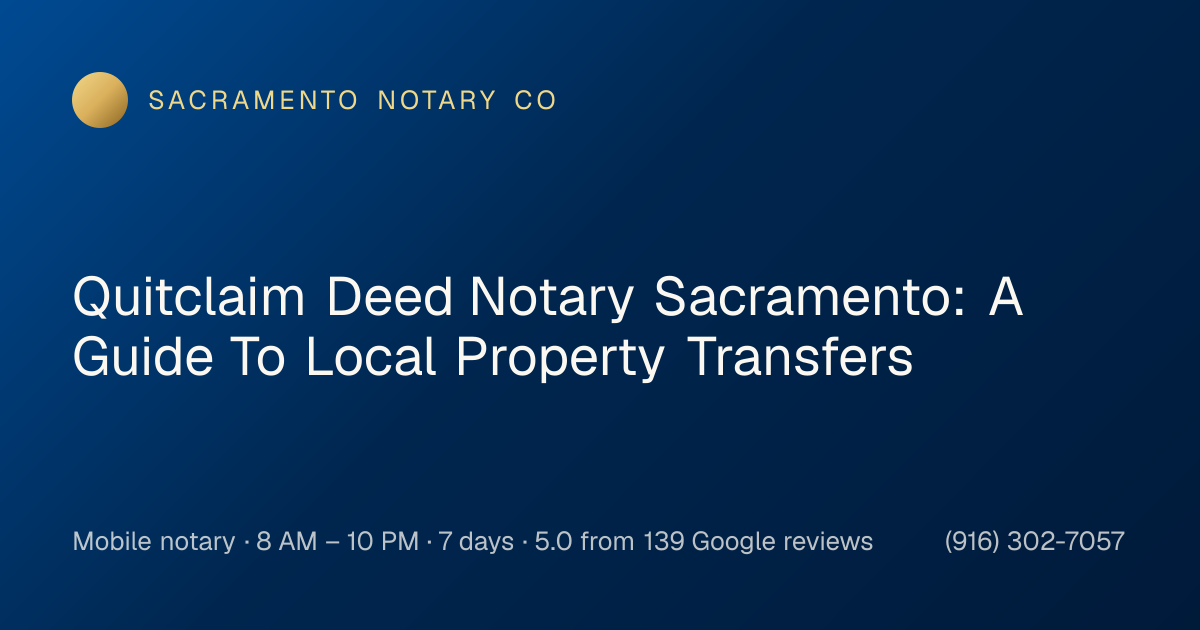 SACRAMENTO NOTARY CO
Quitclaim Deed Notary Sacramento: A
Guide To Local Property Transfers
Mobile notary · 8 AM – 10 PM · 7 days · 5.0 from 139 Google reviews
(916) 302-7057